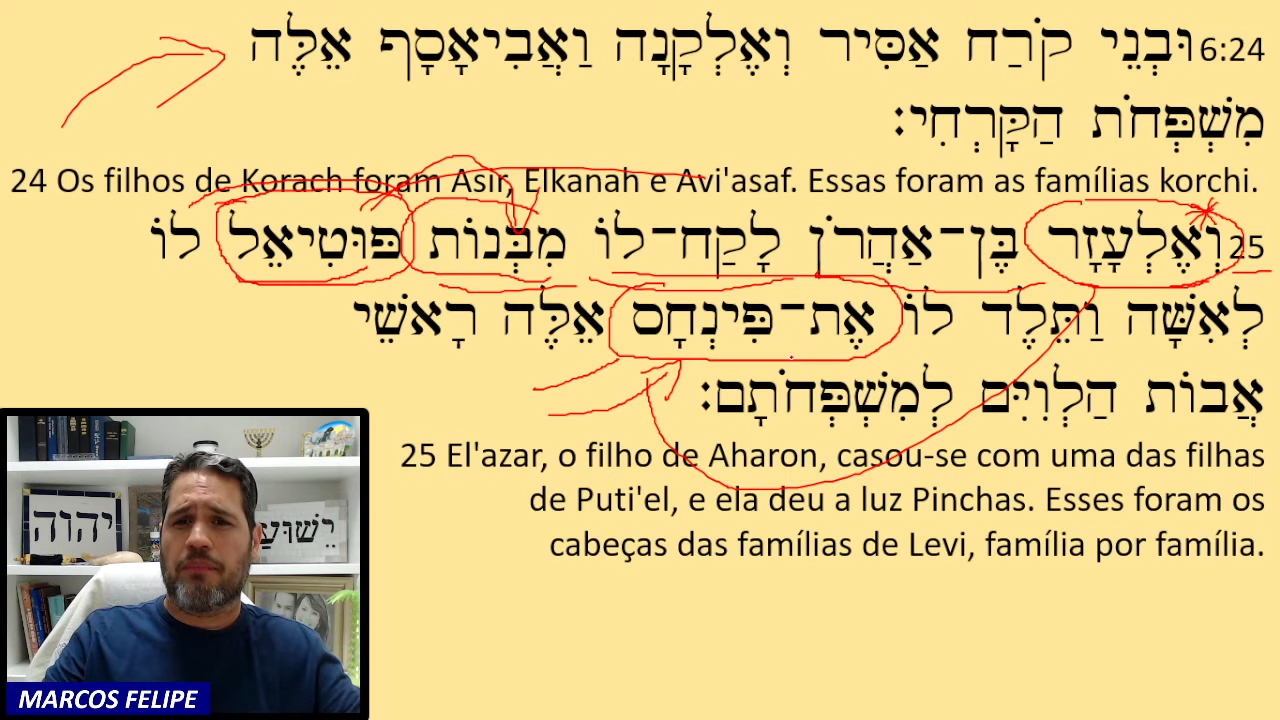 6:24 וּבְנֵי קֹרַח אַסִּיר וְאֶלְקָנָה וַאֲבִיאָסָף אֵלֶּה
מִשְׁפְּחֹת הַקָּרְחִי׃
24 Os filhos de Korach foram Asir, Elkanah e Avi'asaf. Essas foram as famílias korchi.
25 וְאֶלְעָזָר בֶּן־אַהֲרֹן לָקַח־לוֹ מִבְּנוֹת פּוּטִיאֵל לוֹ
לְאִשָּׁה וַתֵּלֶד לוֹ אֶת־פִּינְחָס אֵלֶּה רָאשֵׁי
אֲבוֹת הַלְוִיִּם לְמִשְׁפְּחֹתָם׃
25 El'azar, o filho de Aharon, casou-se com uma das filhas
de Puti'el, e ela deu a luz Pinchas. Esses foram os
cabeças das famílias de Levi, família por família.
יהוה
ישוע
MARCOS FELIPE